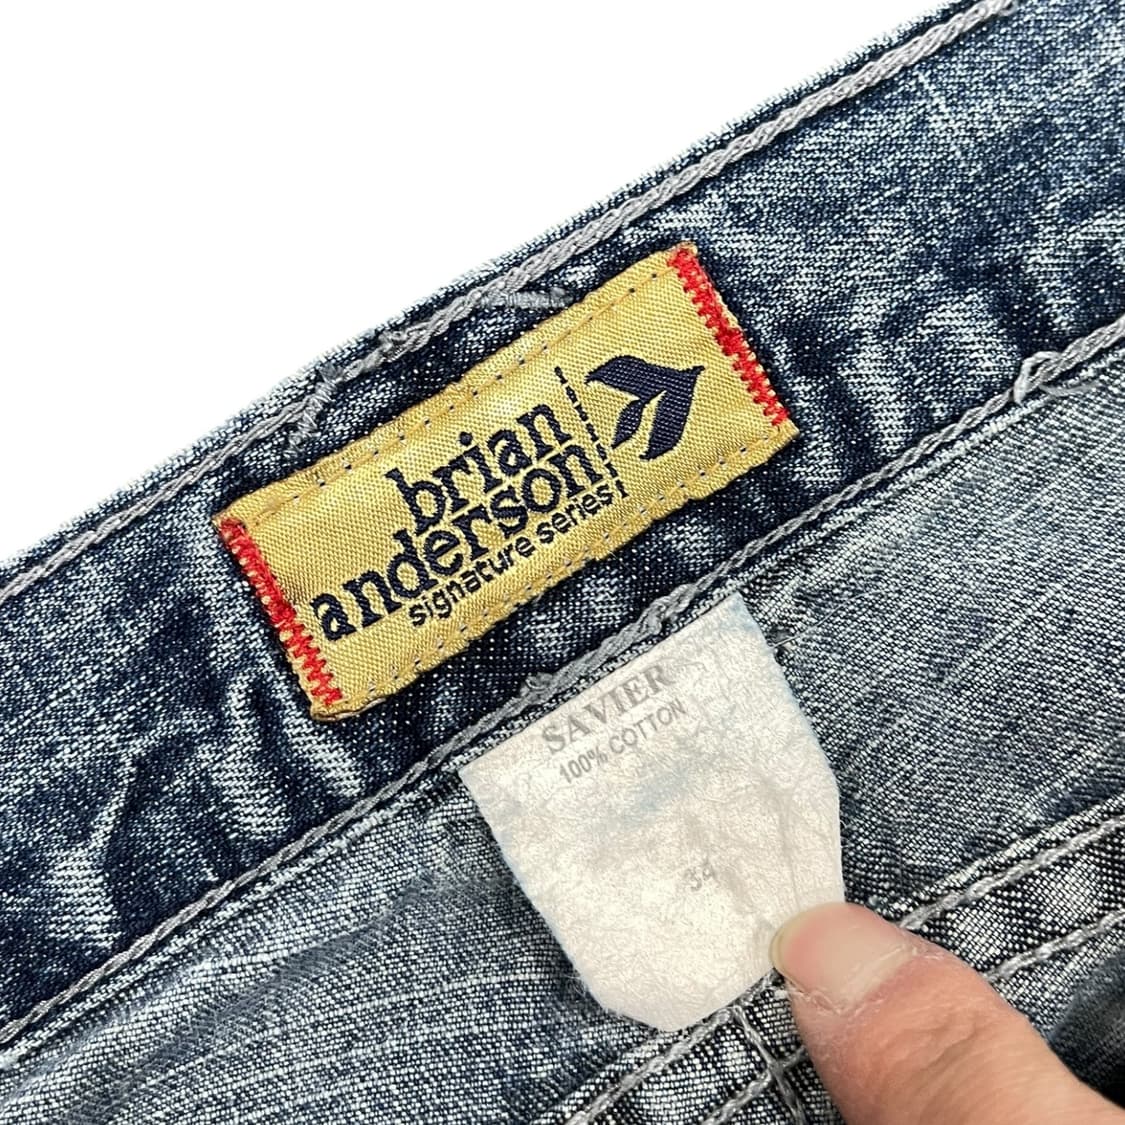 brian
anderson
signature series
SAVIER
100% COTTON
34